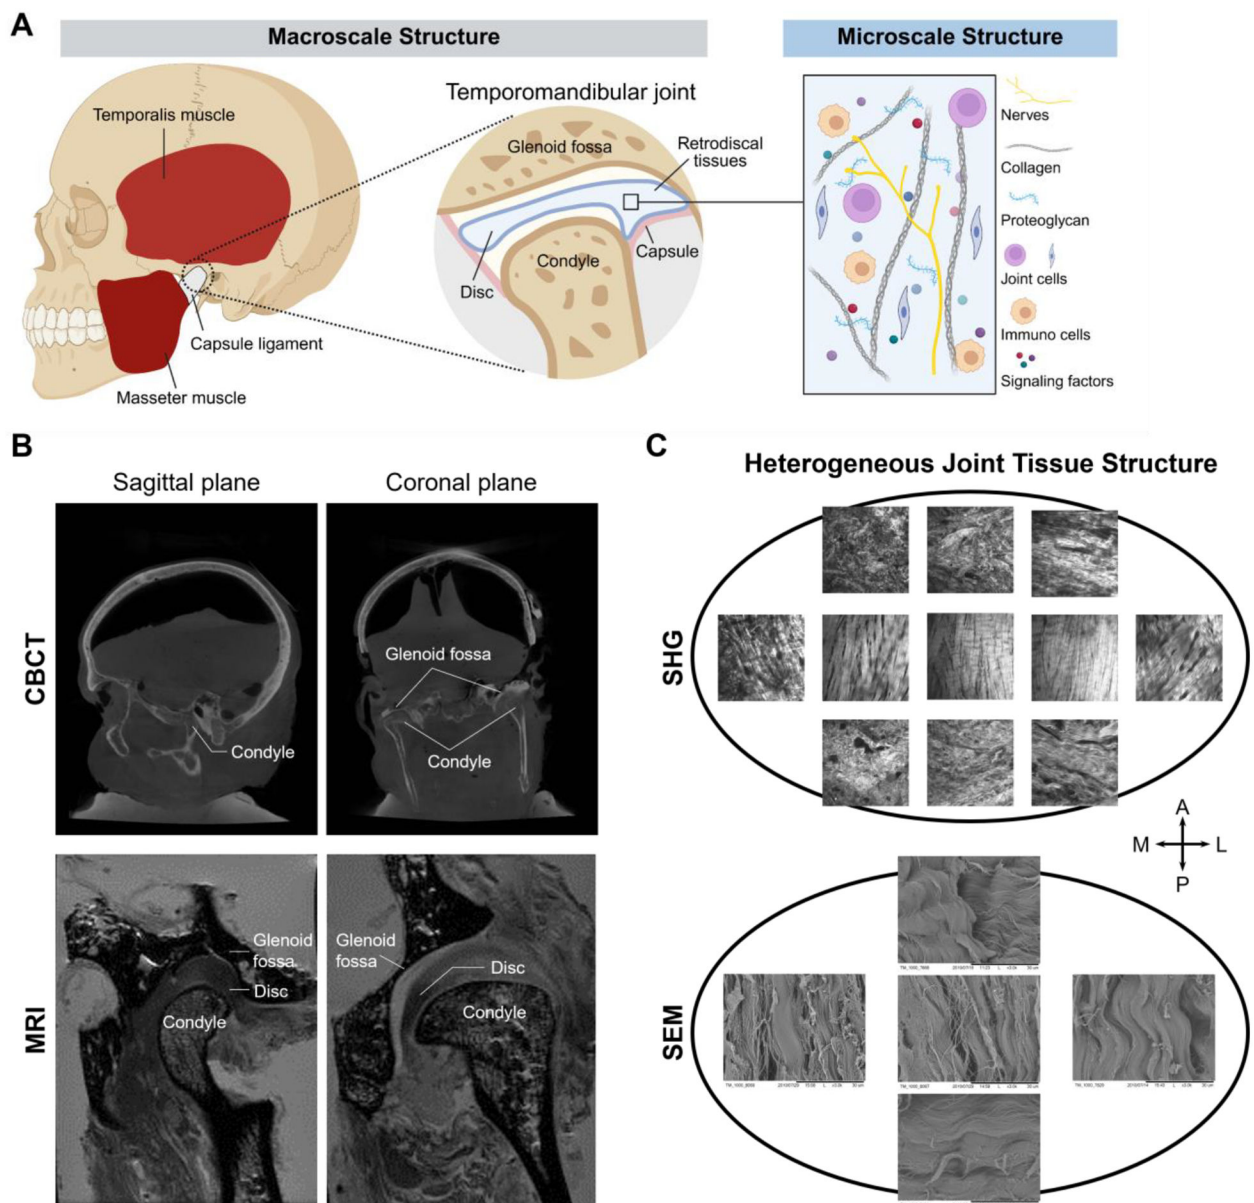 A
Macroscale Structure
Microscale Structure
Temporalis muscle
Temporomandibular joint
Glenoid fossa
Retrodiscal
tissues
Capsule
Condyle
Disc
Capsule ligament
Masseter muscle
Nerves
Collagen
Proteoglycan
Joint cells
Immuno cells
Signaling factors
B
Sagittal plane
Coronal plane
CBCT
Condyle
Glenoid fossa
Condyle
MRI
Glenoid
fossa
Disc
Condyle
Glenoid
fossa
Disc
Condyle
C
Heterogeneous Joint Tissue Structure
SHG
A
M
L
P
SEM